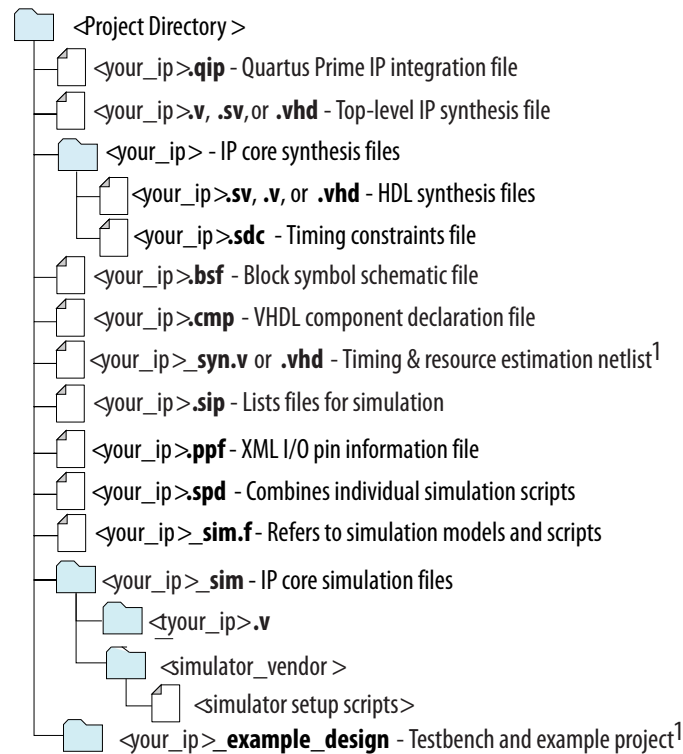 <Project Directory >
<your_ip>.qip - Quartus Prime IP integration file
<your_ip>.v, .sv, or .vhd - Top-level IP synthesis file
<your_ip> - IP core synthesis files
<your_ip>.sv, .v, or .vhd - HDL synthesis files
<your_ip>.sdc - Timing constraints file
<your_ip>.bsf - Block symbol schematic file
<your_ip>.cmp - VHDL component declaration file
<your_ip>_syn.v or .vhd - Timing & resource estimation netlist1
<your_ip>.sip - Lists files for simulation
<your_ip>.ppf - XML I/O pin information file
<your_ip>.spd - Combines individual simulation scripts
<your_ip>_sim.f - Refers to simulation models and scripts
<your_ip>_sim - IP core simulation files
<tyour_ip>.v
<simulator_vendor >
<simulator setup scripts>
<your_ip>_example_design - Testbench and example project1